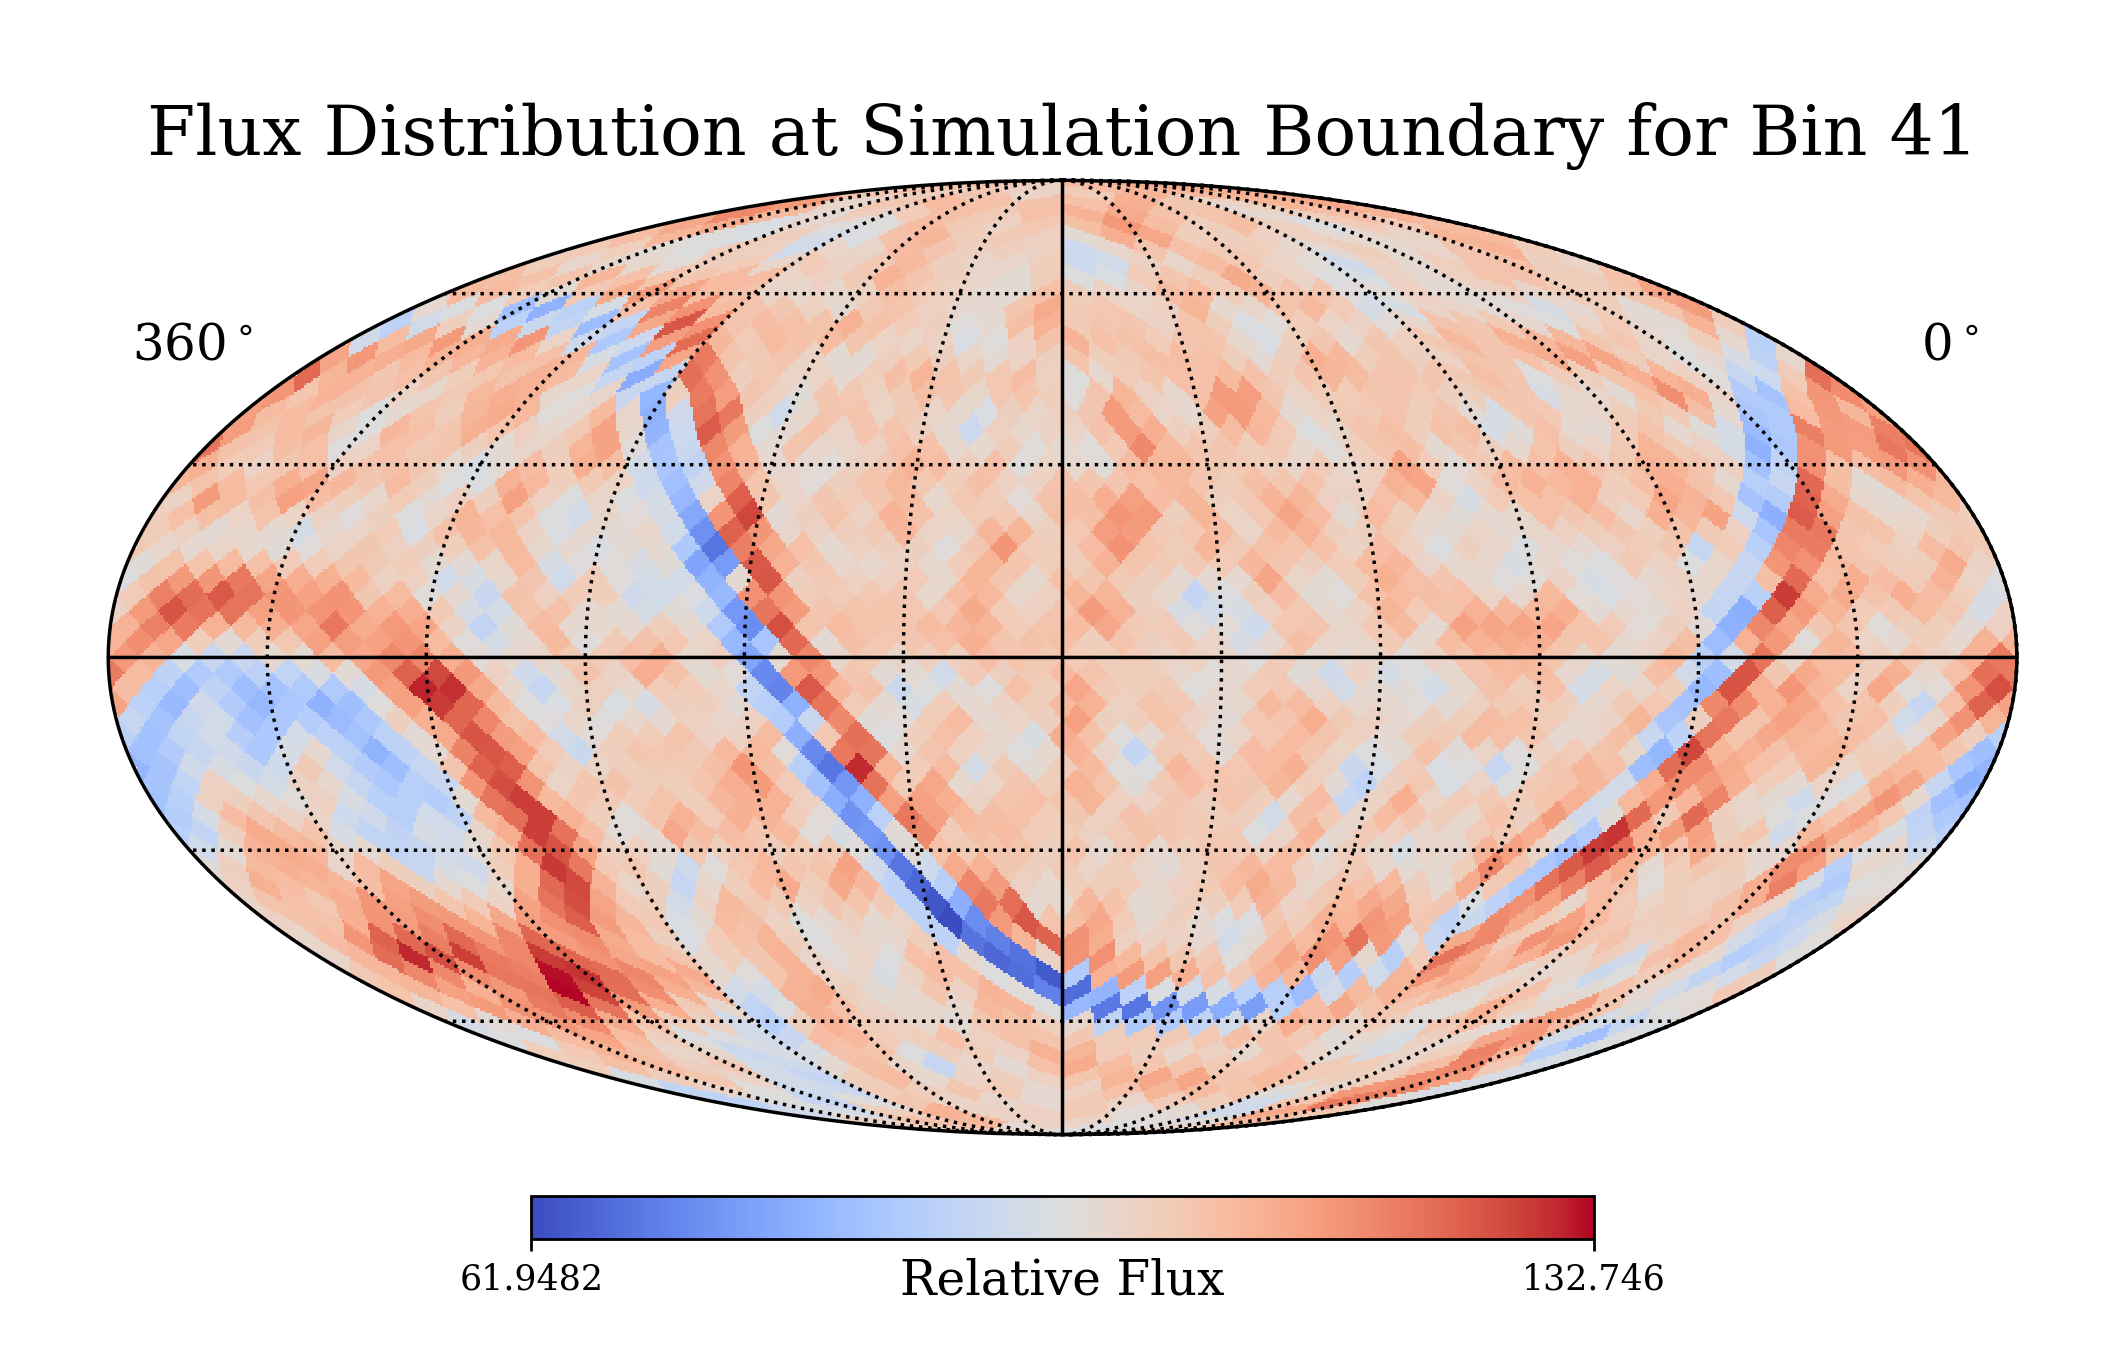 Flux Distribution at Simulation Boundary for Bin 41
360°
0°
61.9482
Relative Flux
132.746